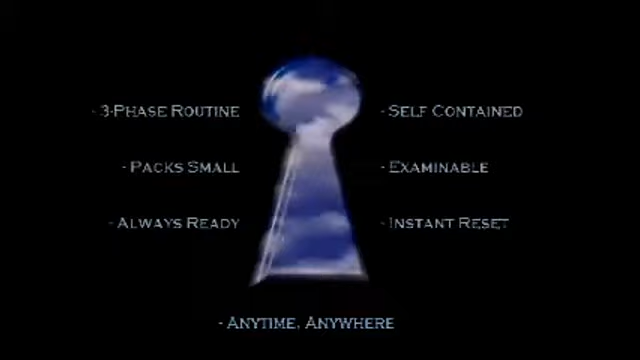 - 3-Phase Routine
- Self Contained
- Packs Small
- Examinable
- Always Ready
- Instant Reset
- Anytime, Anywhere